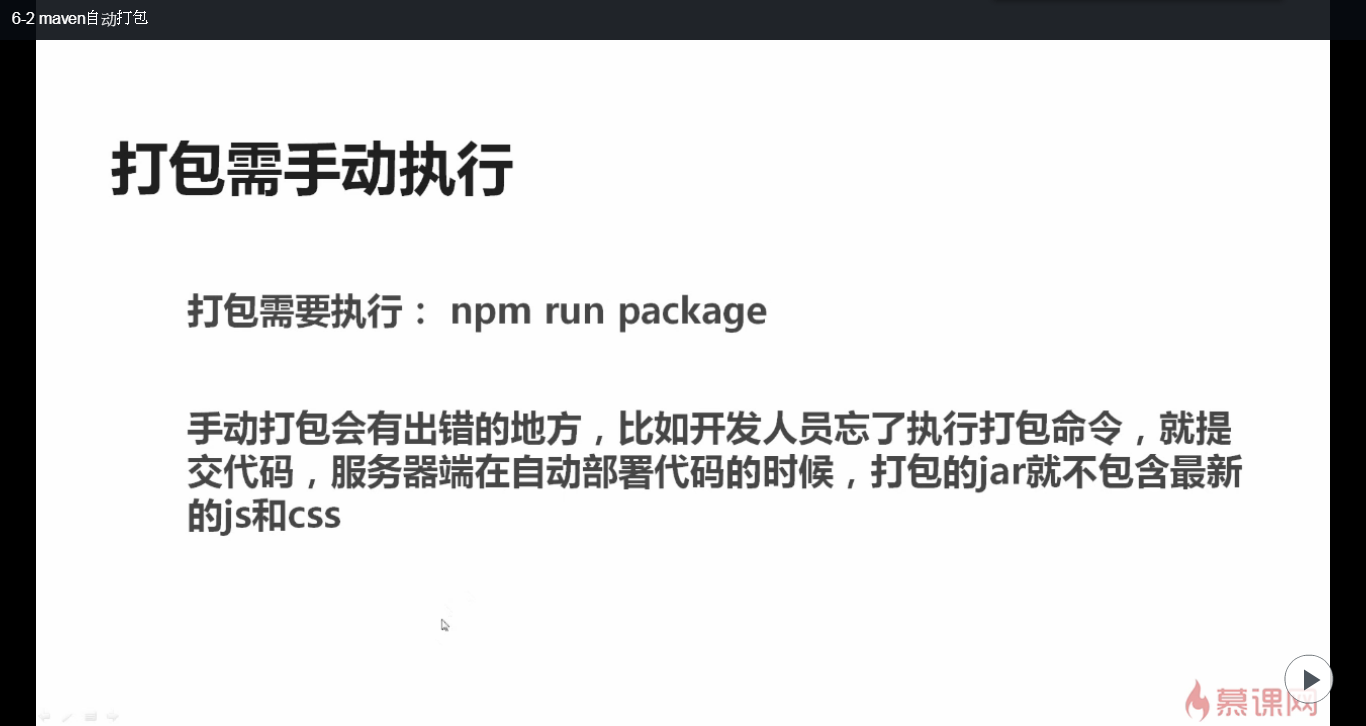 6-2 maven自动打包
打包需手动执行
打包需要执行： npm run package
手动打包会有出错的地方，比如开发人员忘了执行打包命令，就提
交代码，服务器端在自动部署代码的时候，打包的jar就不包含最新
的js和css
慕课网